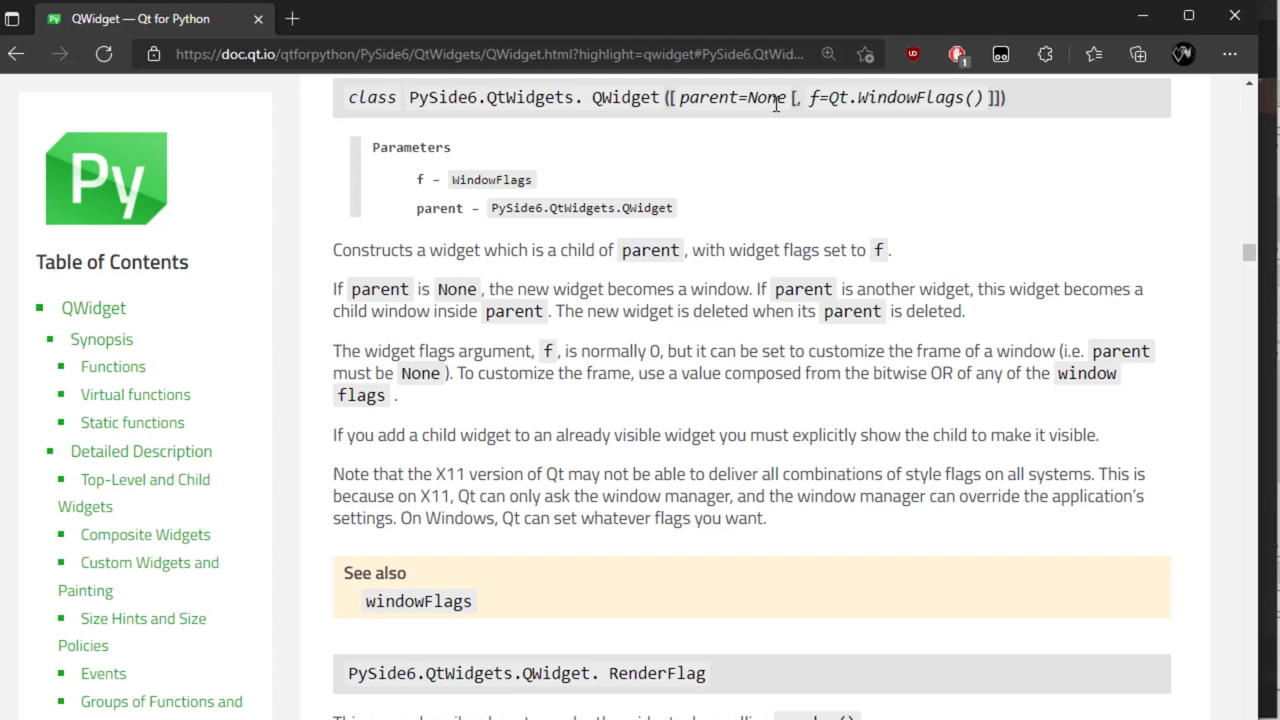 QWidget — Qt for Python
https://doc.qt.io/qtforpython/PySide6/QtWidgets/QWidget.html?highlight=qwidget#PySide6.QtWid...
1
class PySide6.QtWidgets. QWidget([ parent=None [, f=Qt.WindowFlags() ]])
Parameters
f – WindowFlags
parent – PySide6.QtWidgets.QWidget
Constructs a widget which is a child of parent, with widget flags set to f.
If parent is None, the new widget becomes a window. If parent is another widget, this widget becomes a
child window inside parent. The new widget is deleted when its parent is deleted.
The widget flags argument, f, is normally 0, but it can be set to customize the frame of a window (i.e. parent
must be None). To customize the frame, use a value composed from the bitwise OR of any of the window
flags .
If you add a child widget to an already visible widget you must explicitly show the child to make it visible.
Note that the X11 version of Qt may not be able to deliver all combinations of style flags on all systems. This is
because on X11, Qt can only ask the window manager, and the window manager can override the application's
settings. On Windows, Qt can set whatever flags you want.
See also
windowFlags
PySide6.QtWidgets.QWidget. RenderFlag
Py
Table of Contents
QWidget
Synopsis
Functions
Virtual functions
Static functions
Detailed Description
Top-Level and Child
Widgets
Composite Widgets
Custom Widgets and
Painting
Size Hints and Size
Policies
Events
Groups of Functions and